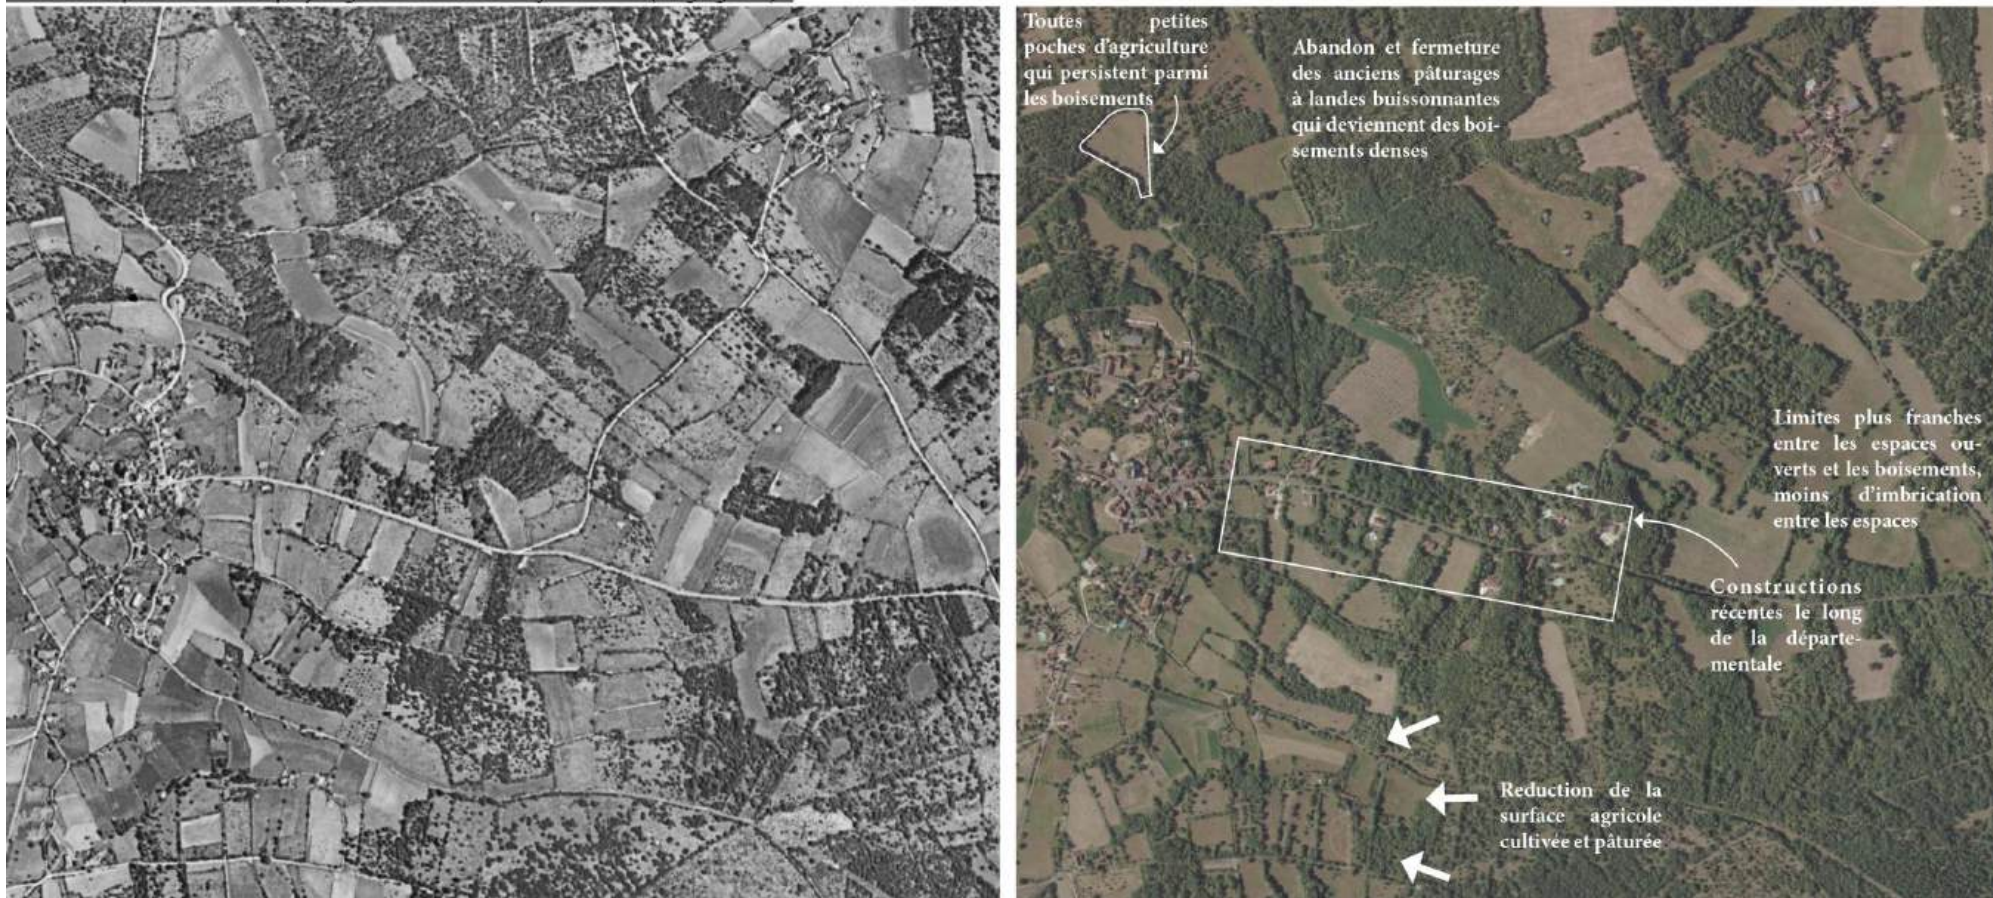 Toutes petites
poches d'agriculture
qui persistent parmi
les boisements
Abandon et fermeture
des anciens pâturages
à landes buissonnantes
qui deviennent des boi-
sements denses
Limites plus franches
entre les espaces ou-
verts et les boisements,
moins d'imbrication
entre les espaces
Constructions
récentes le long
de la départe-
mentale
Reduction de la
surface agricole
cultivée et pâturée